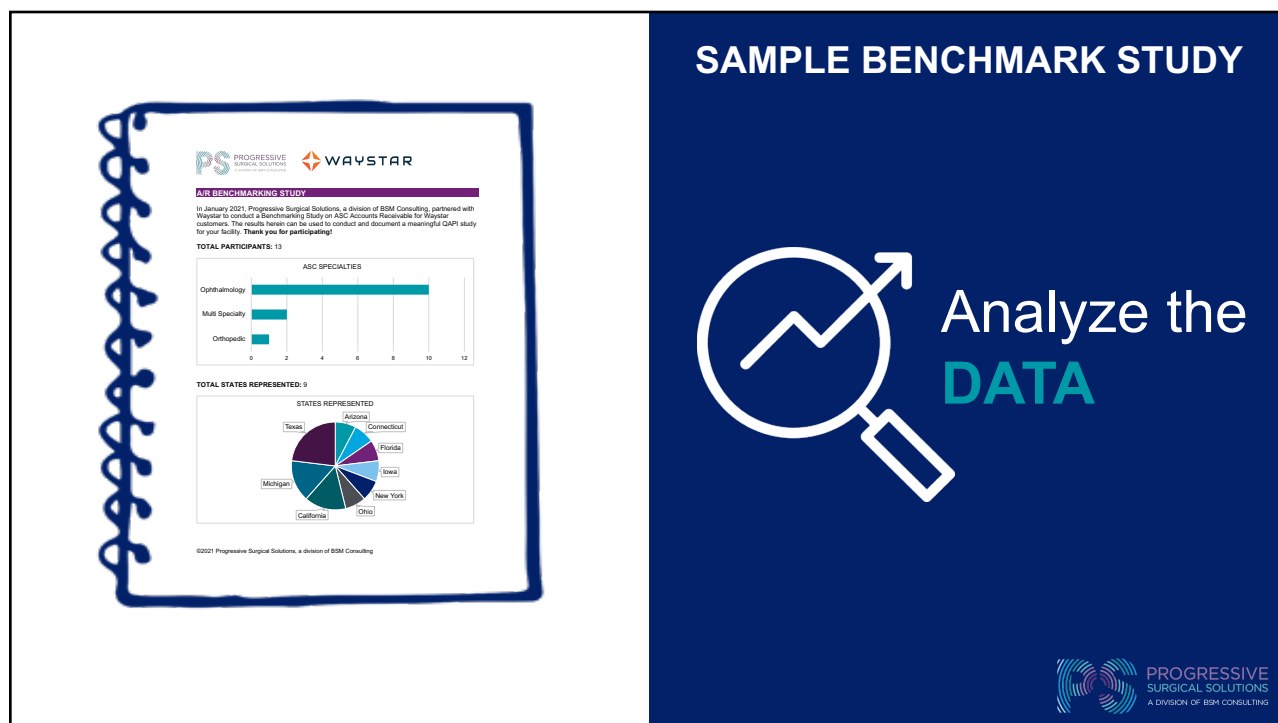 SAMPLE BENCHMARK STUDY
PROGRESSIVE
SURGICAL SOLUTIONS
A DIVISION OF BSM CONSULTING
WAYSTAR
A/R BENCHMARKING STUDY
In January 2021, Progressive Surgical Solutions, a division of BSM Consulting, partnered with
Waystar to conduct a Benchmarking Study on ASC Accounts Receivable for Waystar
customers. The results herein can be used to conduct and document a meaningful QAPI study
for your facility. Thank you for participating!
TOTAL PARTICIPANTS: 13
ASC SPECIALTIES
Ophthalmology
Multi Specialty
Orthopedic
0 2 4 6 8 10 12
TOTAL STATES REPRESENTED: 9
STATES REPRESENTED
Arizona
Texas
Connecticut
Florida
Iowa
Michigan
New York
Ohio
California
©2021 Progressive Surgical Solutions, a division of BSM Consulting
Analyze the
DATA
PS PROGRESSIVE
SURGICAL SOLUTIONS
A DIVISION OF BSM CONSULTING